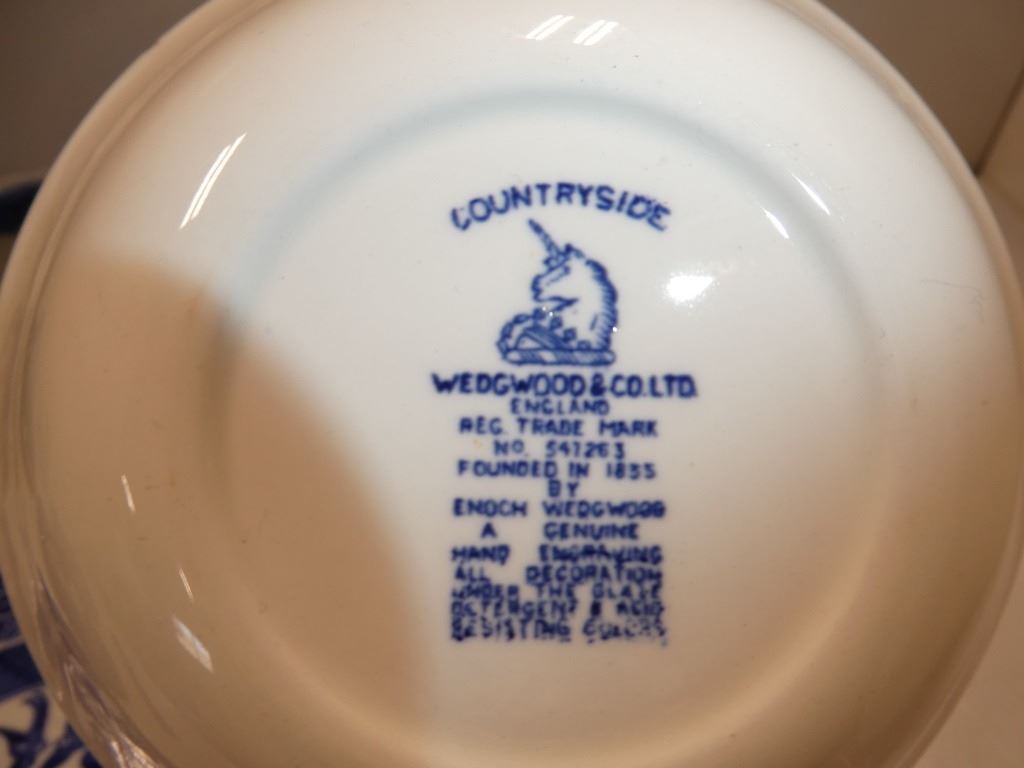 COUNTRYSIDE
WEDGWOOD & CO. LTD.
ENGLAND
REG. TRADE MARK
NO. 547263
FOUNDED IN 1835
BY
ENOCH WEDGWOOD
A GENUINE
HAND ENGRAVING
ALL DECORATION
UNDER THE GLAZE
DETERGENT & ACID
RESISTING COLORS